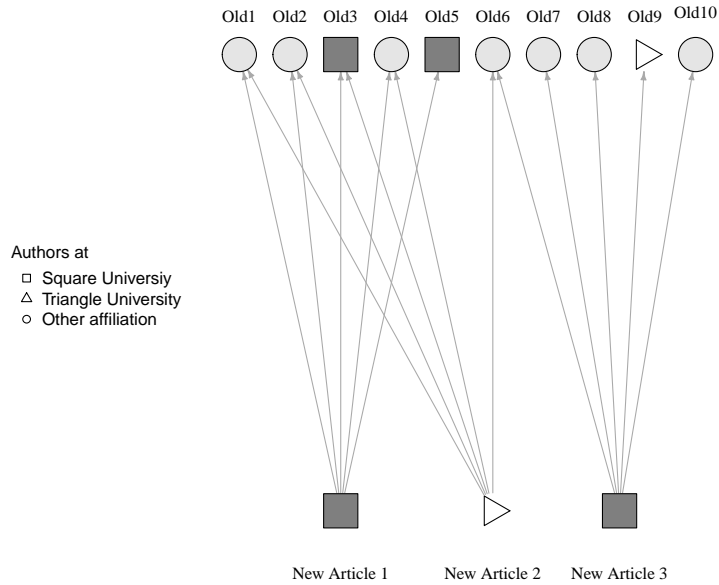 Old1 Old2 Old3 Old4 Old5 Old6 Old7 Old8 Old9 Old10
Authors at
Square Universiy
Triangle University
Other affiliation
New Article 1 New Article 2 New Article 3